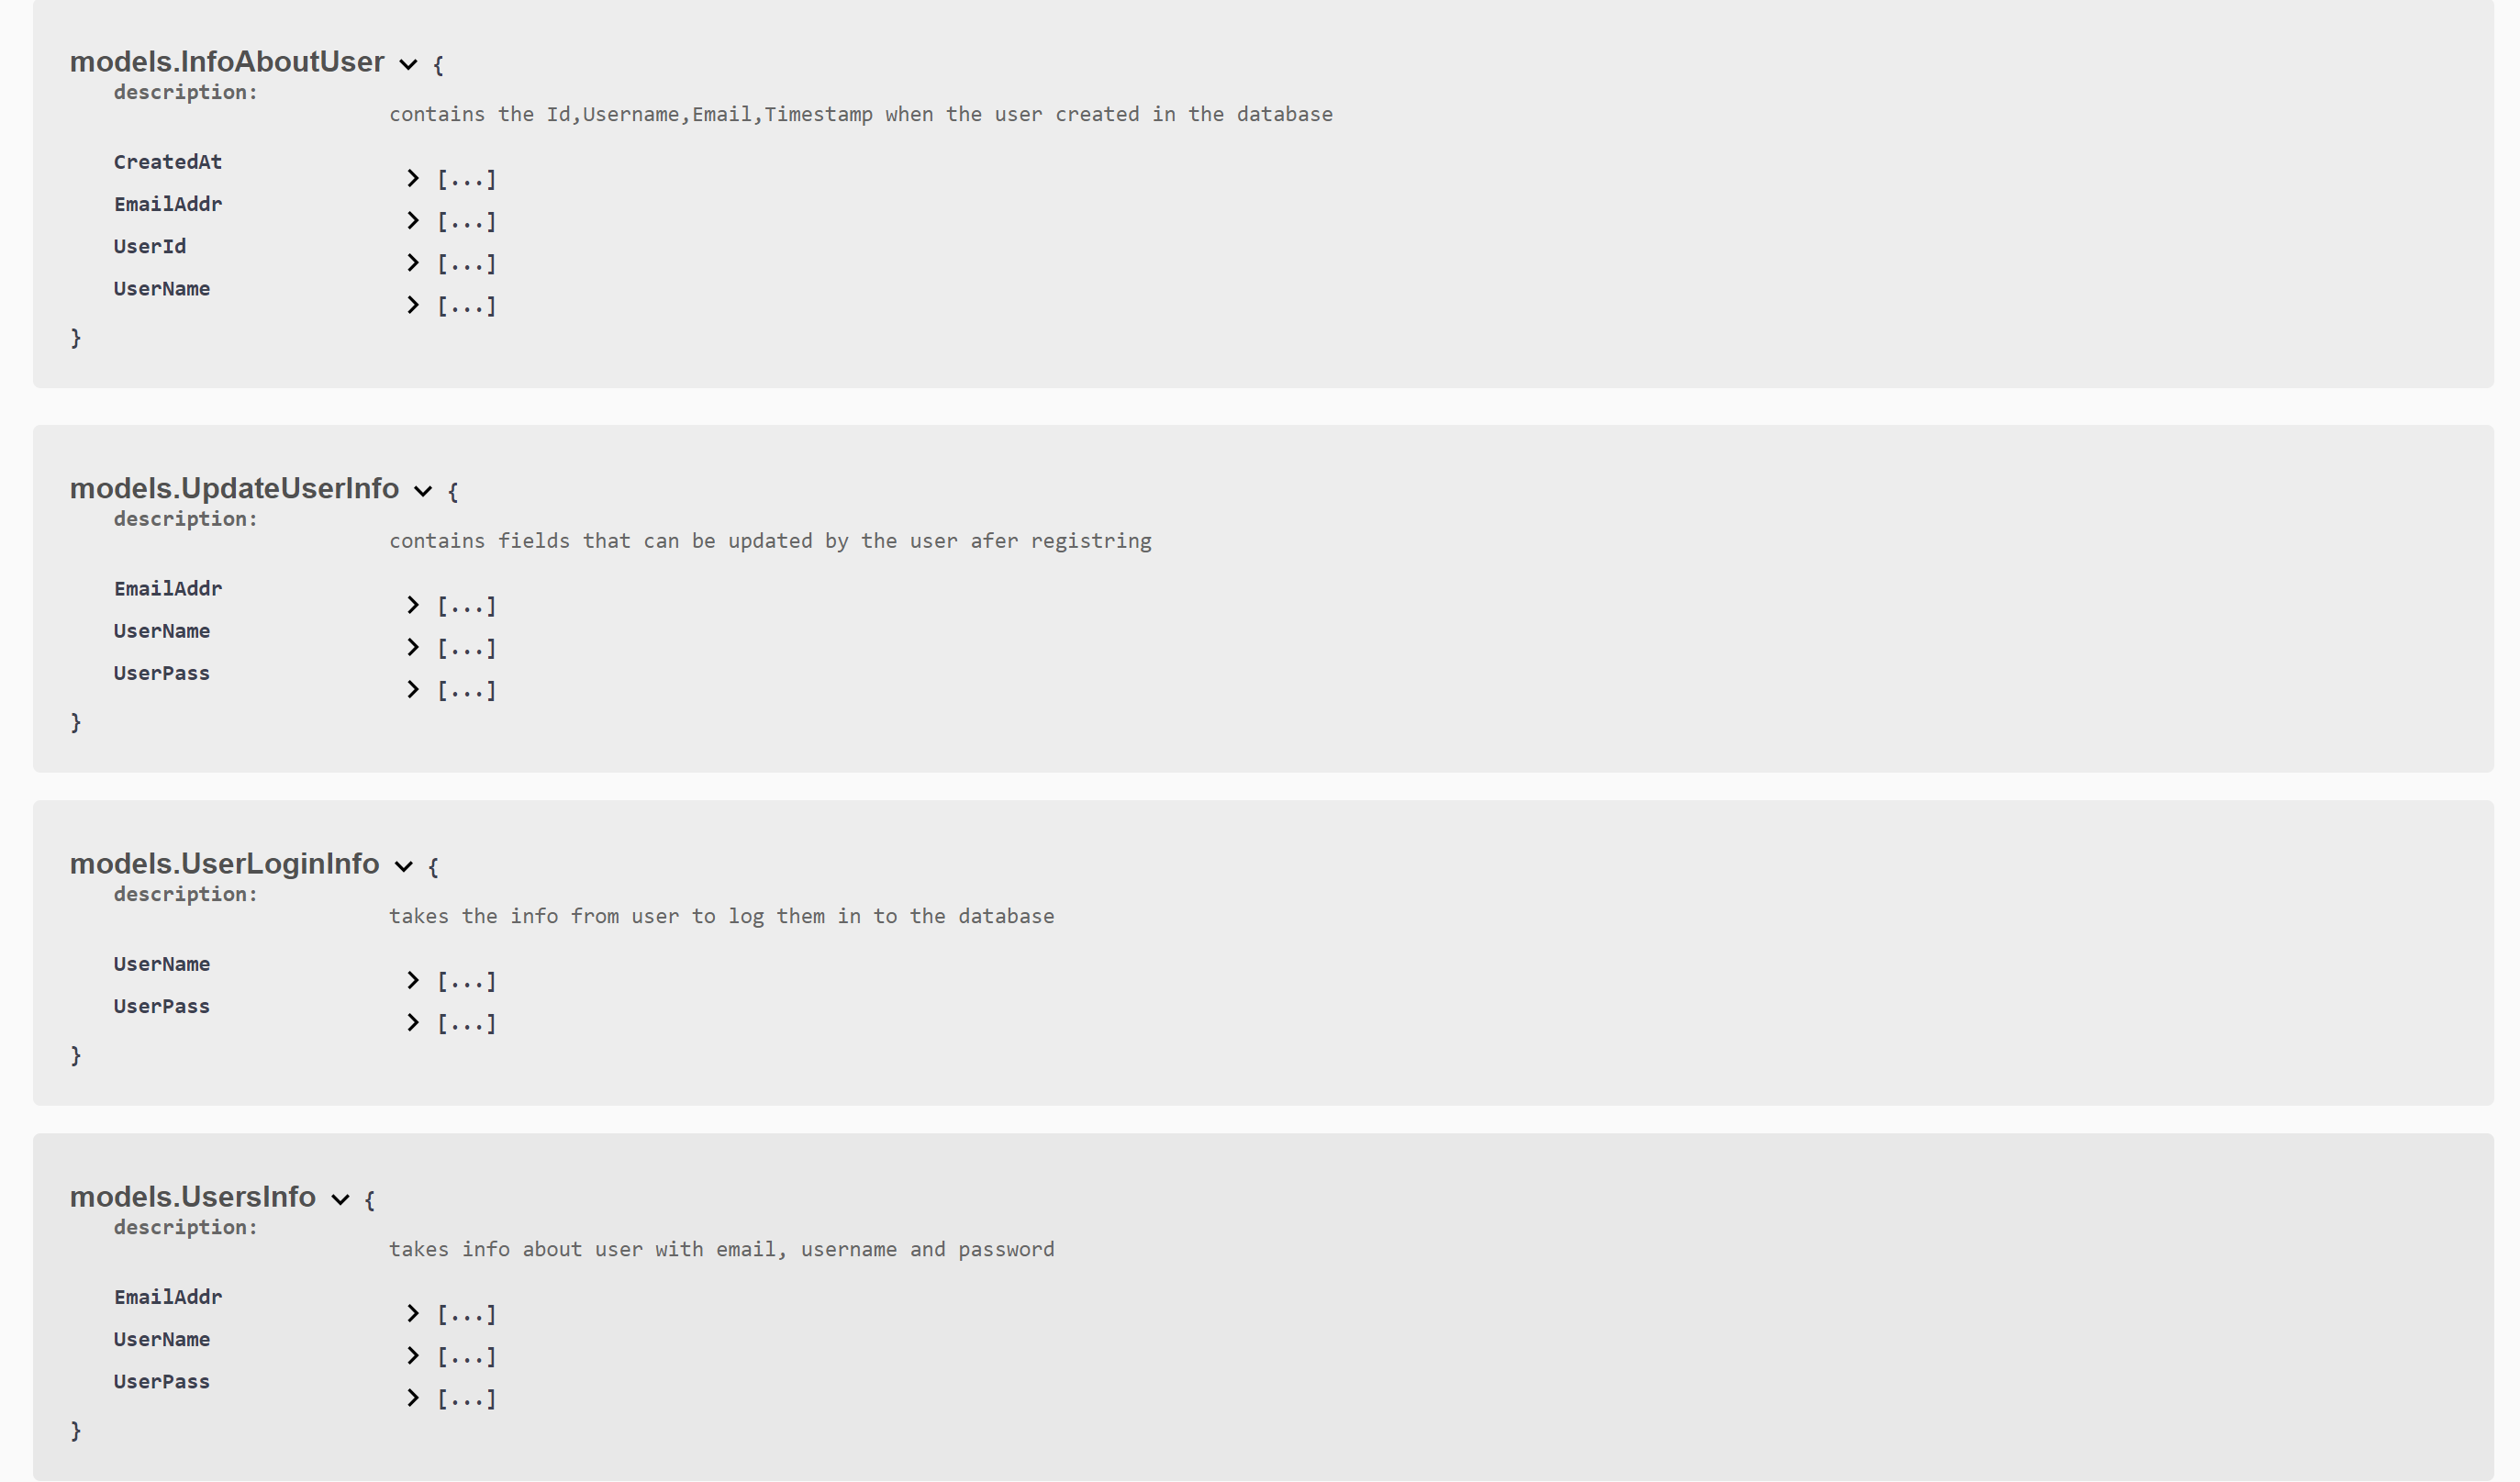 models.InfoAboutUser {
description:
contains the Id,Username,Email,Timestamp when the user created in the database
CreatedAt
[...]
EmailAddr
[...]
UserId
[...]
UserName
[...]
}
models.UpdateUserInfo {
description:
contains fields that can be updated by the user afer registring
EmailAddr
[...]
UserName
[...]
UserPass
[...]
}
models.UserLoginInfo {
description:
takes the info from user to log them in to the database
UserName
[...]
UserPass
[...]
}
models.UsersInfo {
description:
takes info about user with email, username and password
EmailAddr
[...]
UserName
[...]
UserPass
[...]
}